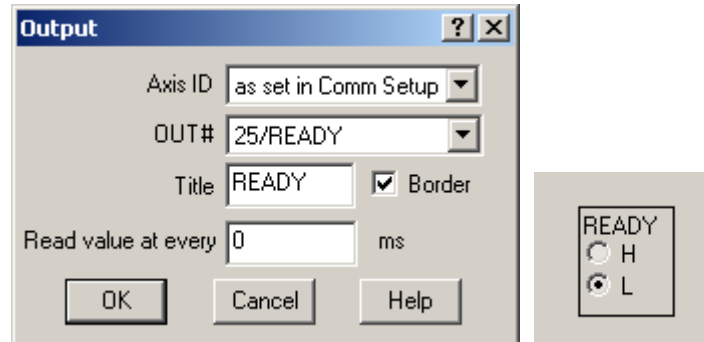 Output
Axis ID as set in Comm Setup
OUT# 25/READY
Title READY Border
Read value at every 0 ms
OK Cancel Help
READY
H
L